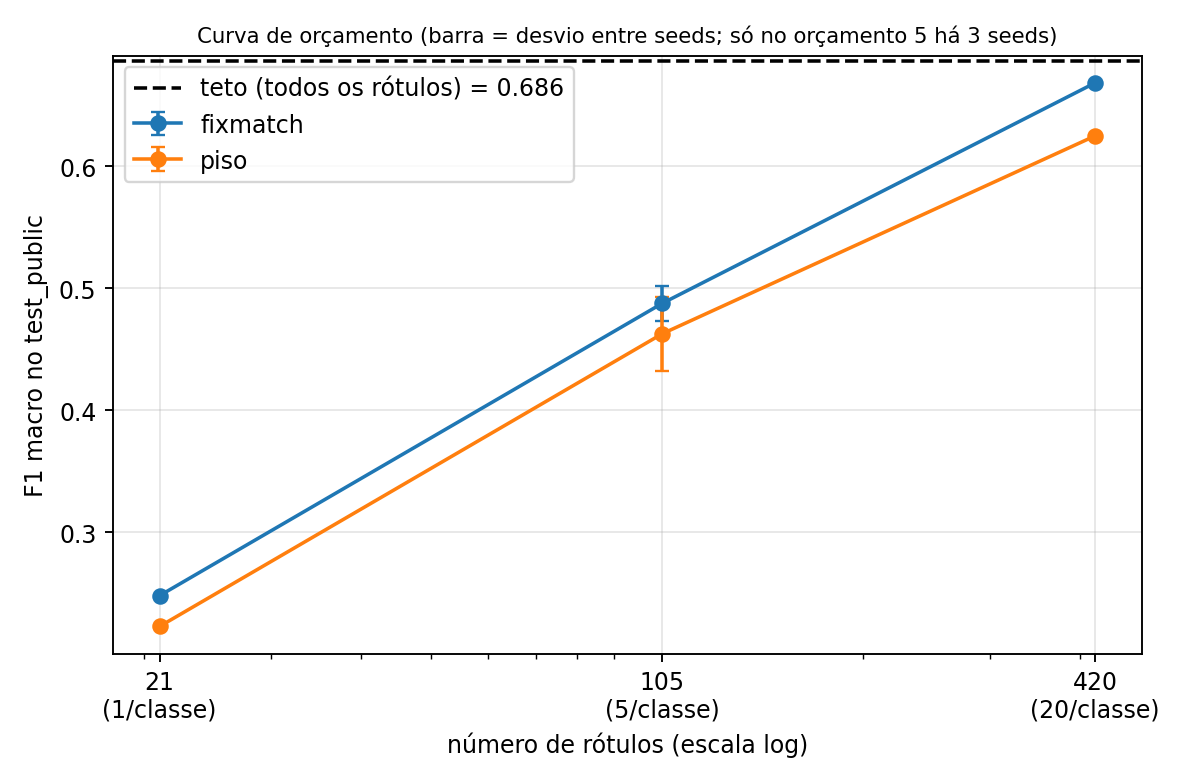 Curva de orçamento (barra = desvio entre seeds; só no orçamento 5 há 3 seeds)
teto (todos os rótulos) = 0.686
fixmatch
piso
F1 macro no test_public
0.6
0.5
0.4
0.3
21
(1/classe)
105
(5/classe)
420
(20/classe)
número de rótulos (escala log)